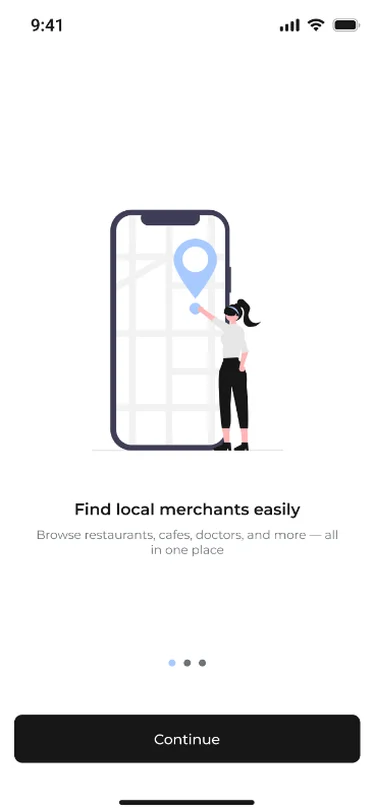 9:41
Find local merchants easily
Browse restaurants, cafes, doctors, and more — all
in one place
Continue